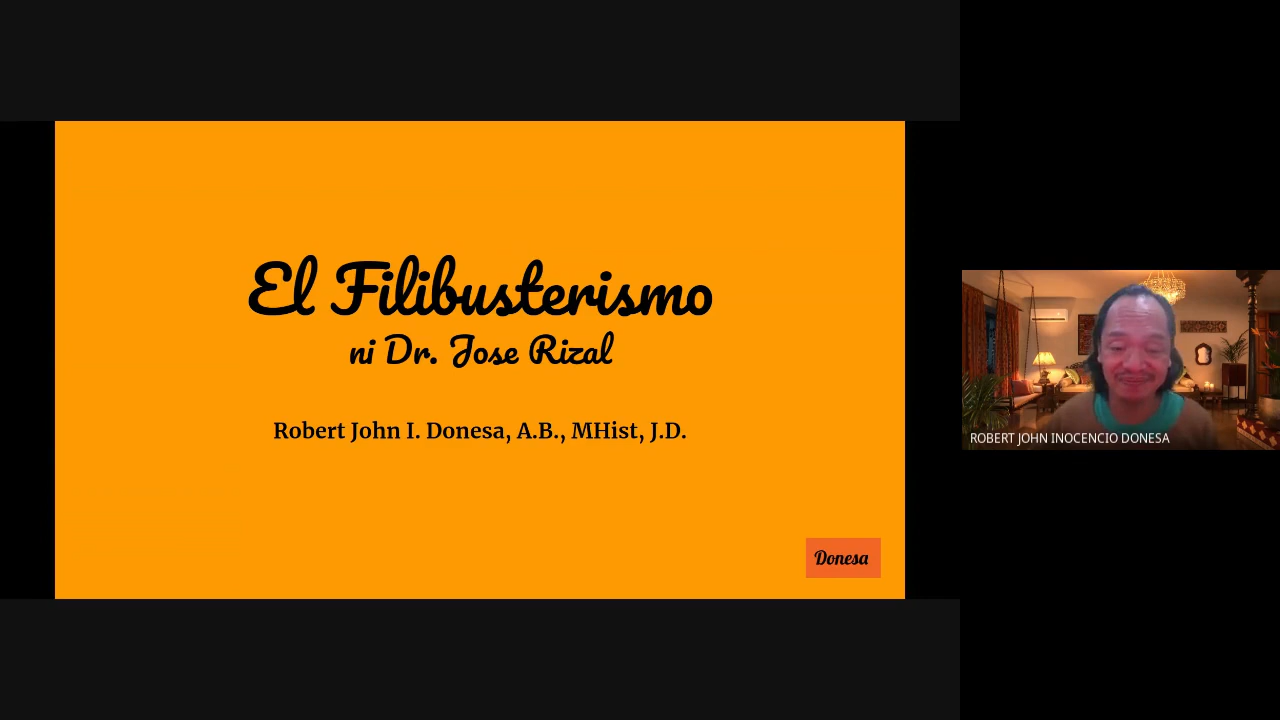 El Filibusterismo
ni Dr. Jose Rizal
Robert John I. Donesa, A.B., MHist, J.D.
Donesa
ROBERT JOHN INOCENCIO DONESA